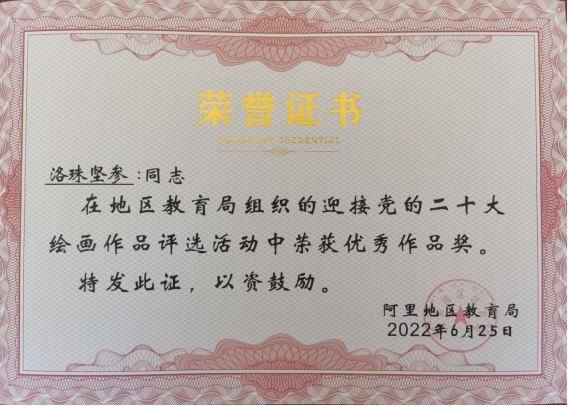 荣誉证书
HONORARY CREDENTIAL
洛珠坚参:同志
在地区教育局组织的迎接党的二十大
绘画作品评选活动中荣获优秀作品奖。
特发此证，以资鼓励。
阿里地区教育局
2022年6月25日